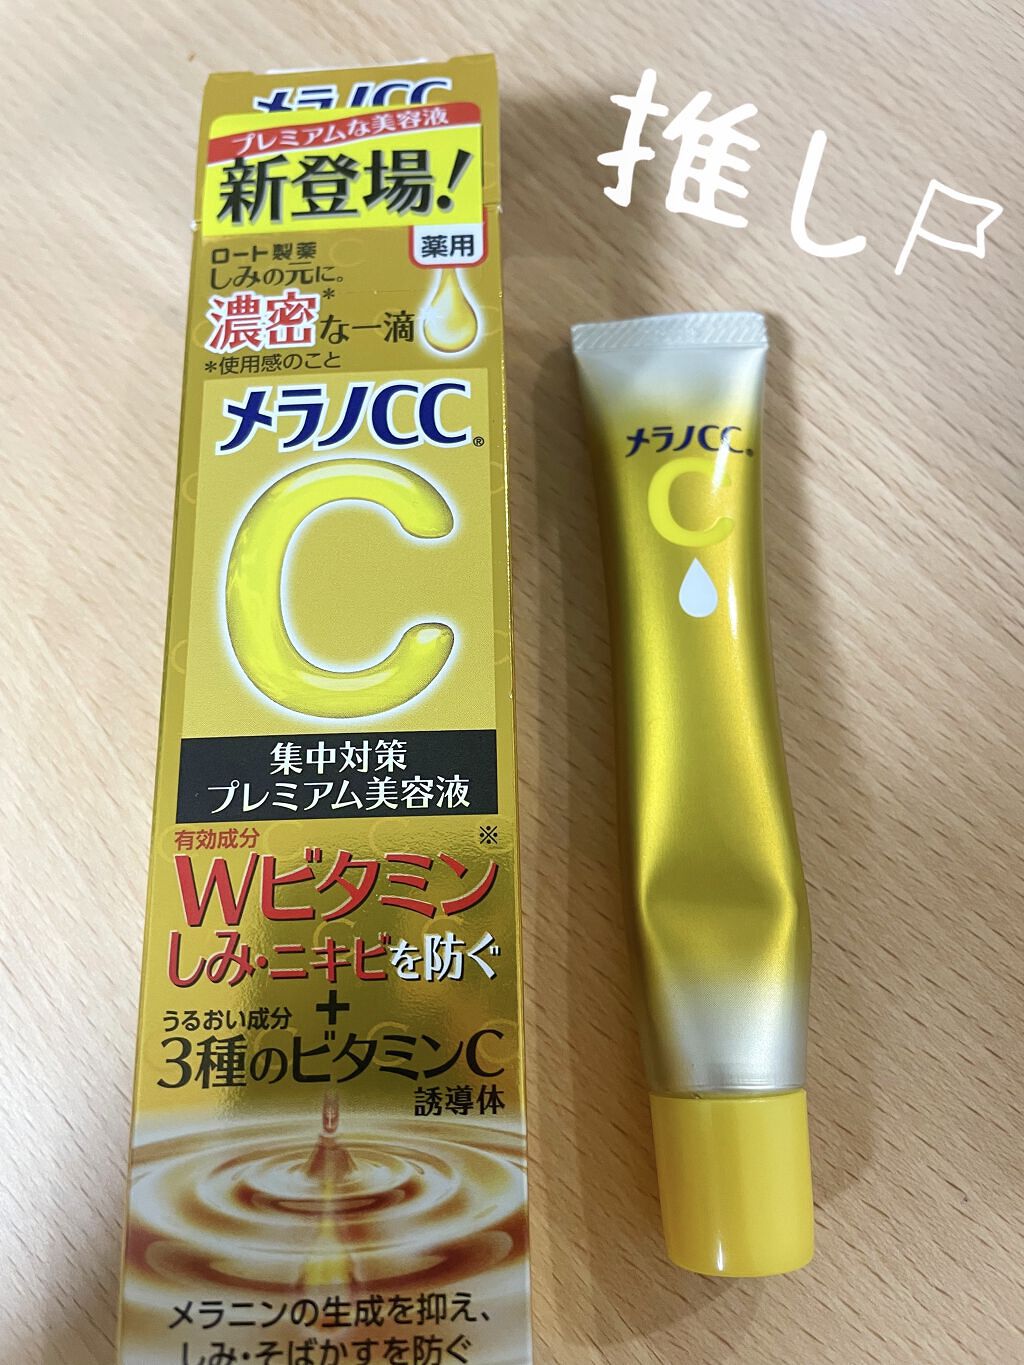 メラノCC
プレミアムな美容液
新登場!
薬用
ロート製薬
しみの元に。
濃密*な一滴
*使用感のこと
メラノCC®
C
集中対策
プレミアム美容液
有効成分
Wビタミン※
しみ・ニキビを防ぐ
+
うるおい成分
3種のビタミンC
誘導体
メラニンの生成を抑え、
しみ・そばかすを防ぐ
推し
メラノCC®
C